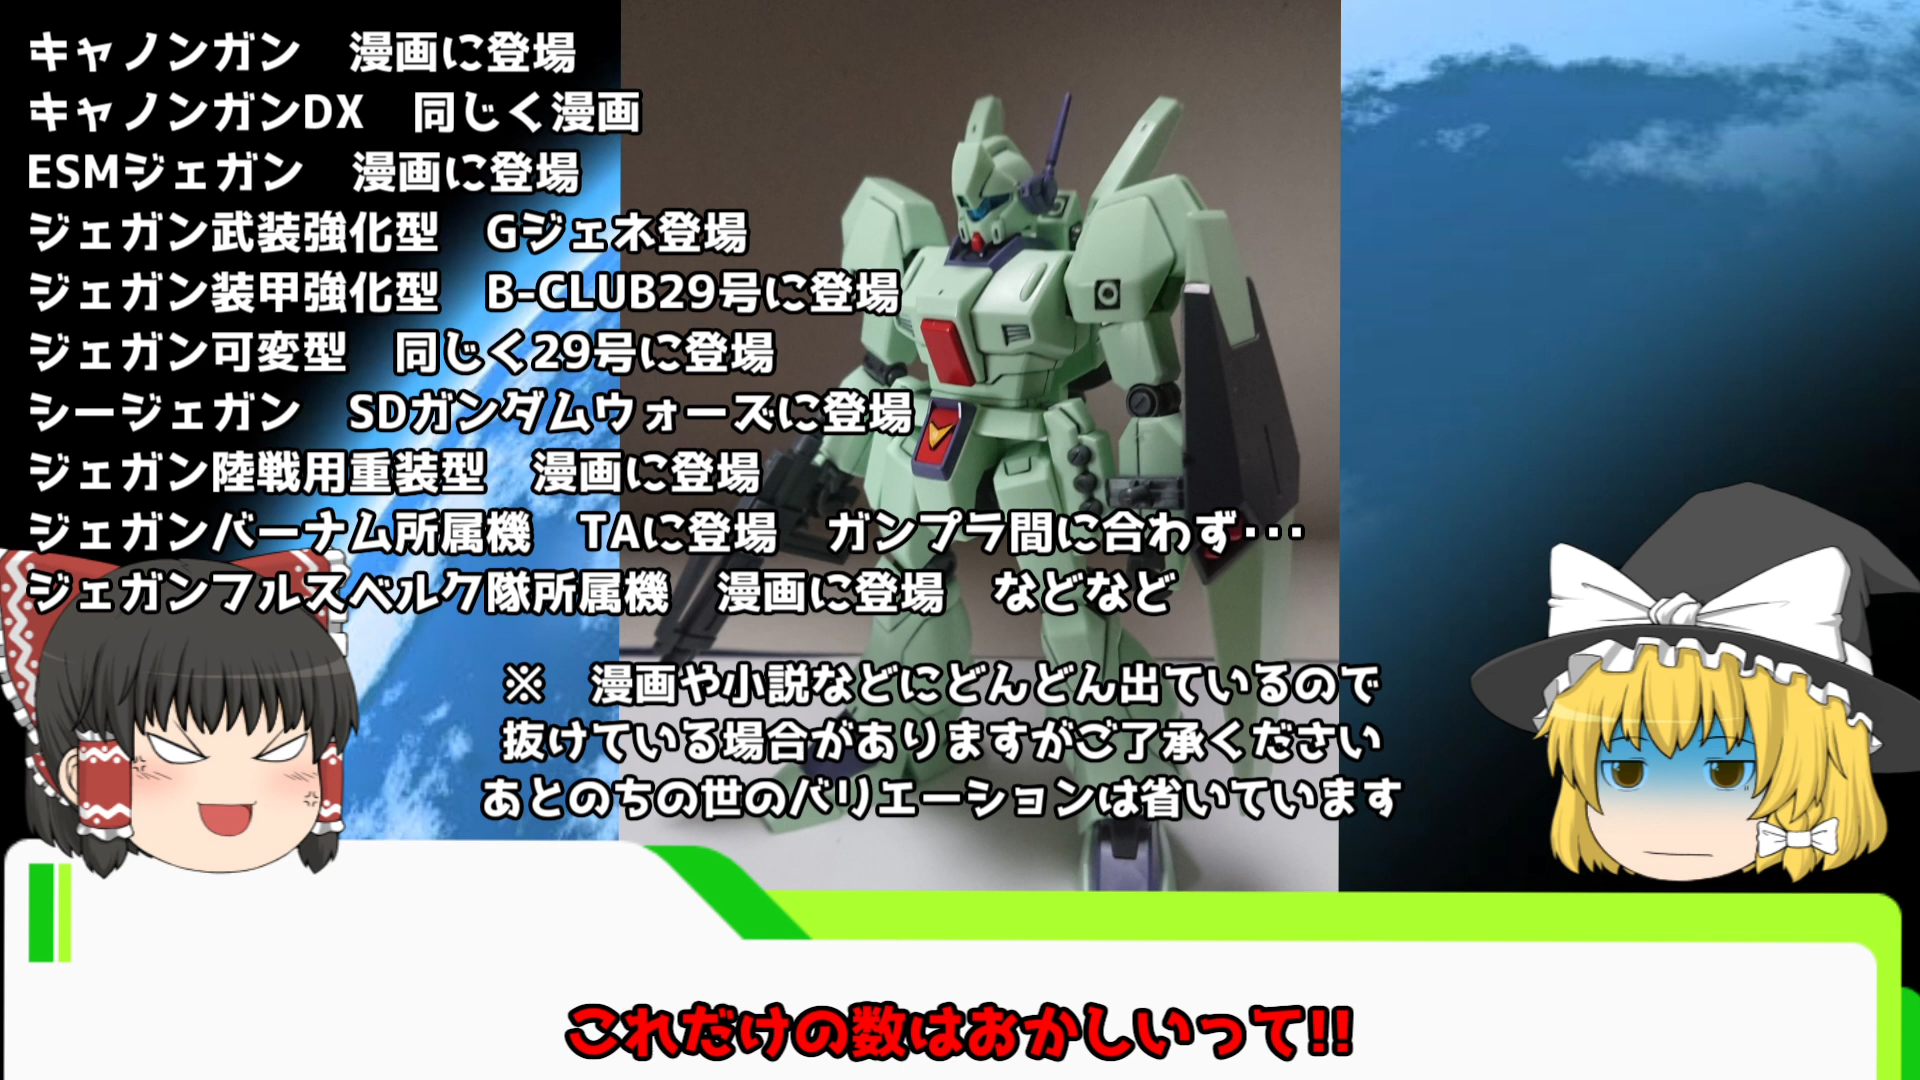 キャノンガン　漫画に登場
キャノンガンDX　同じく漫画
ESMジェガン　漫画に登場
ジェガン武装強化型　Gジェネ登場
ジェガン装甲強化型　B-CLUB29号に登場
ジェガン可変型　同じく29号に登場
シージェガン　SDガンダムウォーズに登場
ジェガン陸戦用重装型　漫画に登場
ジェガンバーナム所属機　TAに登場　ガンプラ間に合わず･･･
ジェガンフルスベルク隊所属機　漫画に登場　などなど
※　漫画や小説などにどんどん出ているので
抜けている場合がありますがご了承ください
あとのちの世のバリエーションは省いています
これだけの数はおかしいって!!